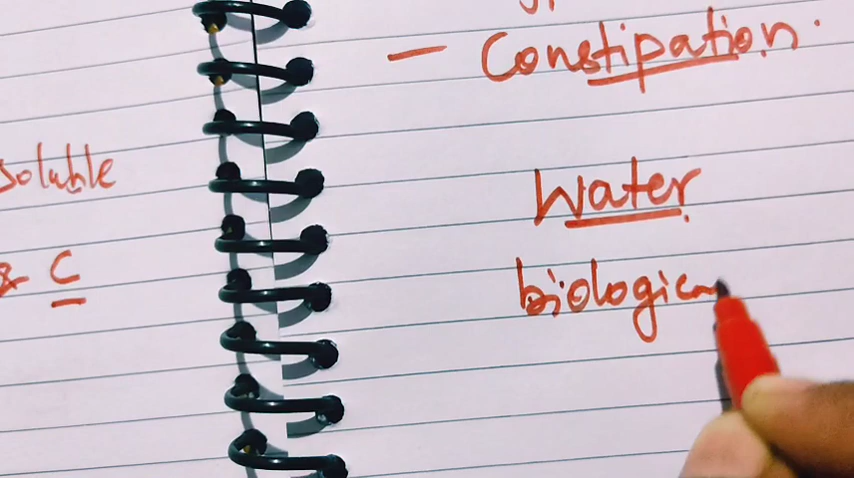 soluble
& C
— Constipation.
Water
biologica